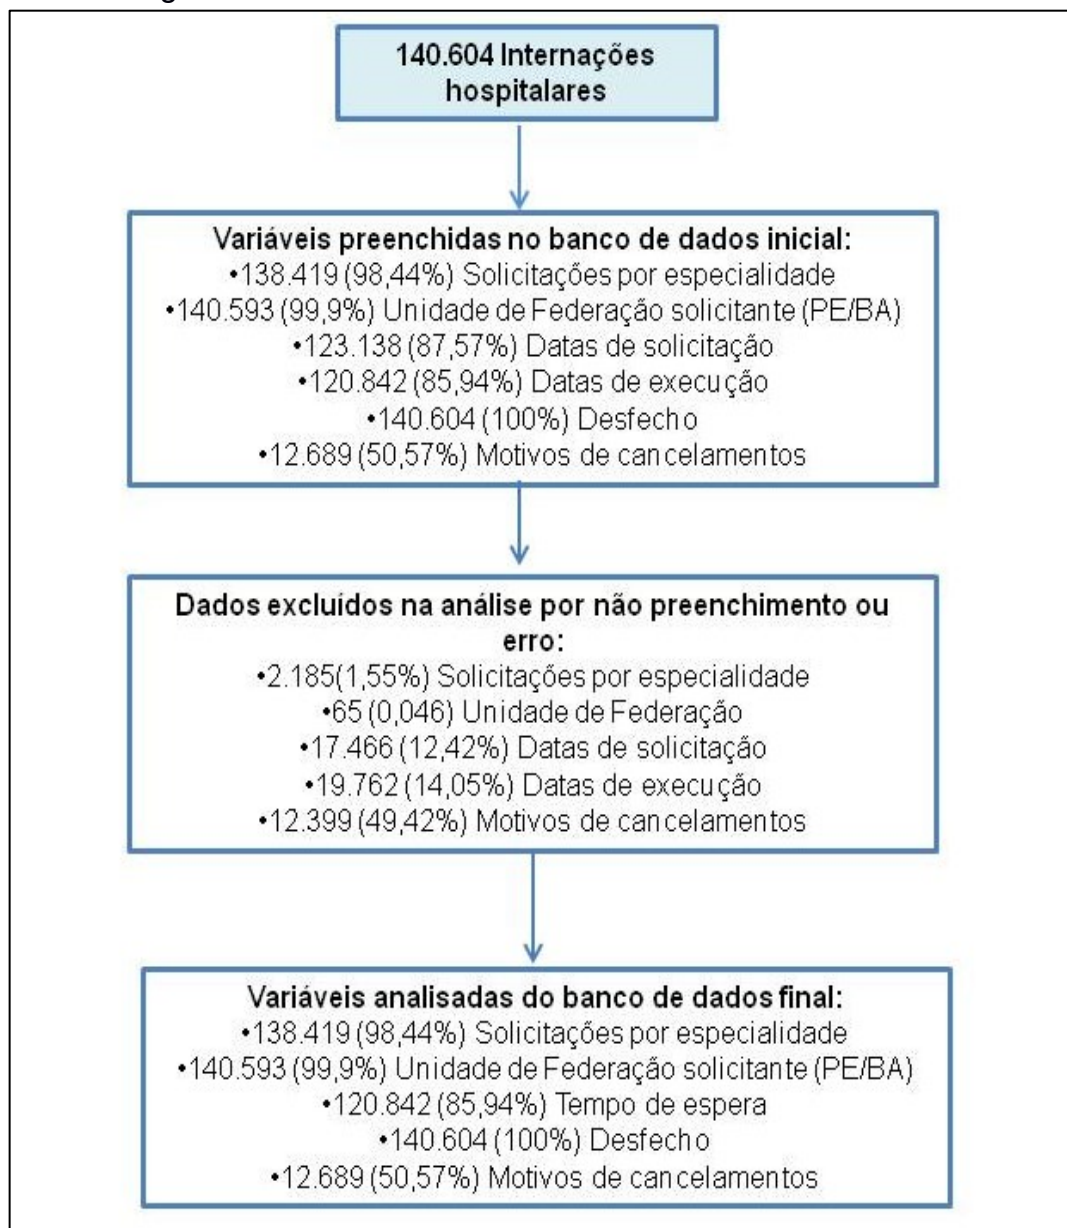 140.604 Internações
hospitalares
Variáveis preenchidas no banco de dados inicial:
•138.419 (98,44%) Solicitações por especialidade
•140.593 (99,9%) Unidade de Federação solicitante (PE/BA)
•123.138 (87,57%) Datas de solicitação
•120.842 (85,94%) Datas de execução
•140.604 (100%) Desfecho
•12.689 (50,57%) Motivos de cancelamentos
Dados excluídos na análise por não preenchimento ou
erro:
•2.185(1,55%) Solicitações por especialidade
•65 (0,046) Unidade de Federação
•17.466 (12,42%) Datas de solicitação
•19.762 (14,05%) Datas de execução
•12.399 (49,42%) Motivos de cancelamentos
Variáveis analisadas do banco de dados final:
•138.419 (98,44%) Solicitações por especialidade
•140.593 (99,9%) Unidade de Federação solicitante (PE/BA)
•120.842 (85,94%) Tempo de espera
•140.604 (100%) Desfecho
•12.689 (50,57%) Motivos de cancelamentos